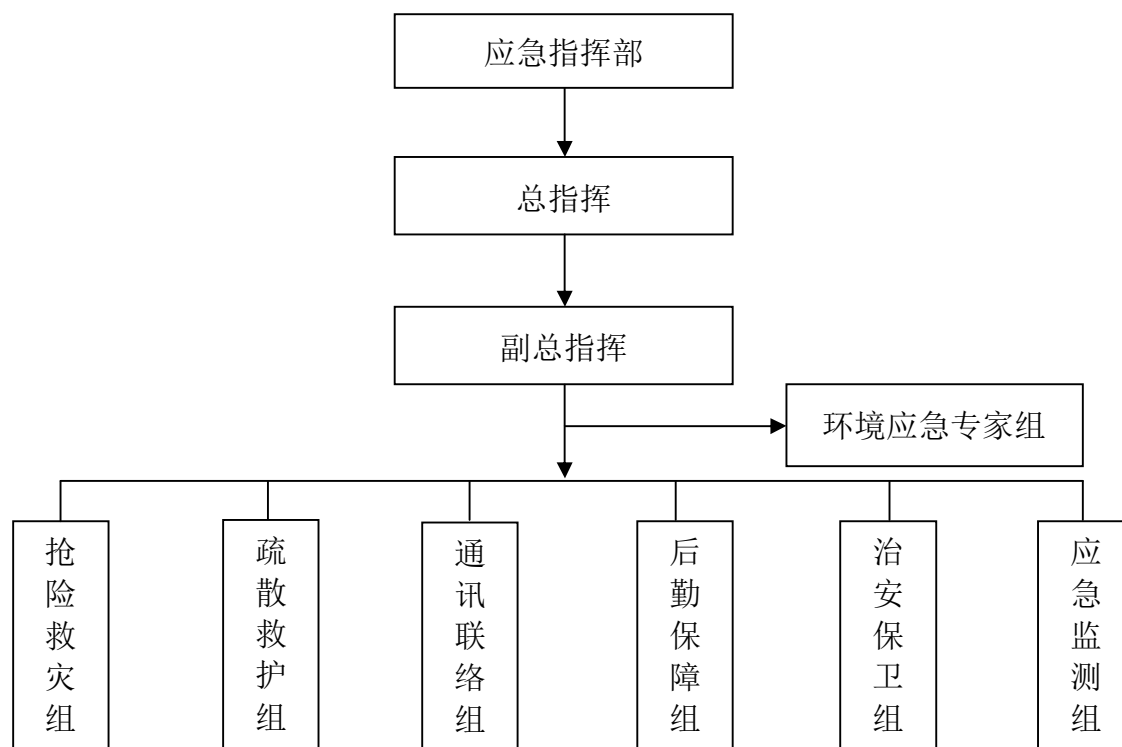 应急指挥部
总指挥
副总指挥
环境应急专家组
抢险救灾组
疏散救护组
通讯联络组
后勤保障组
治安保卫组
应急监测组